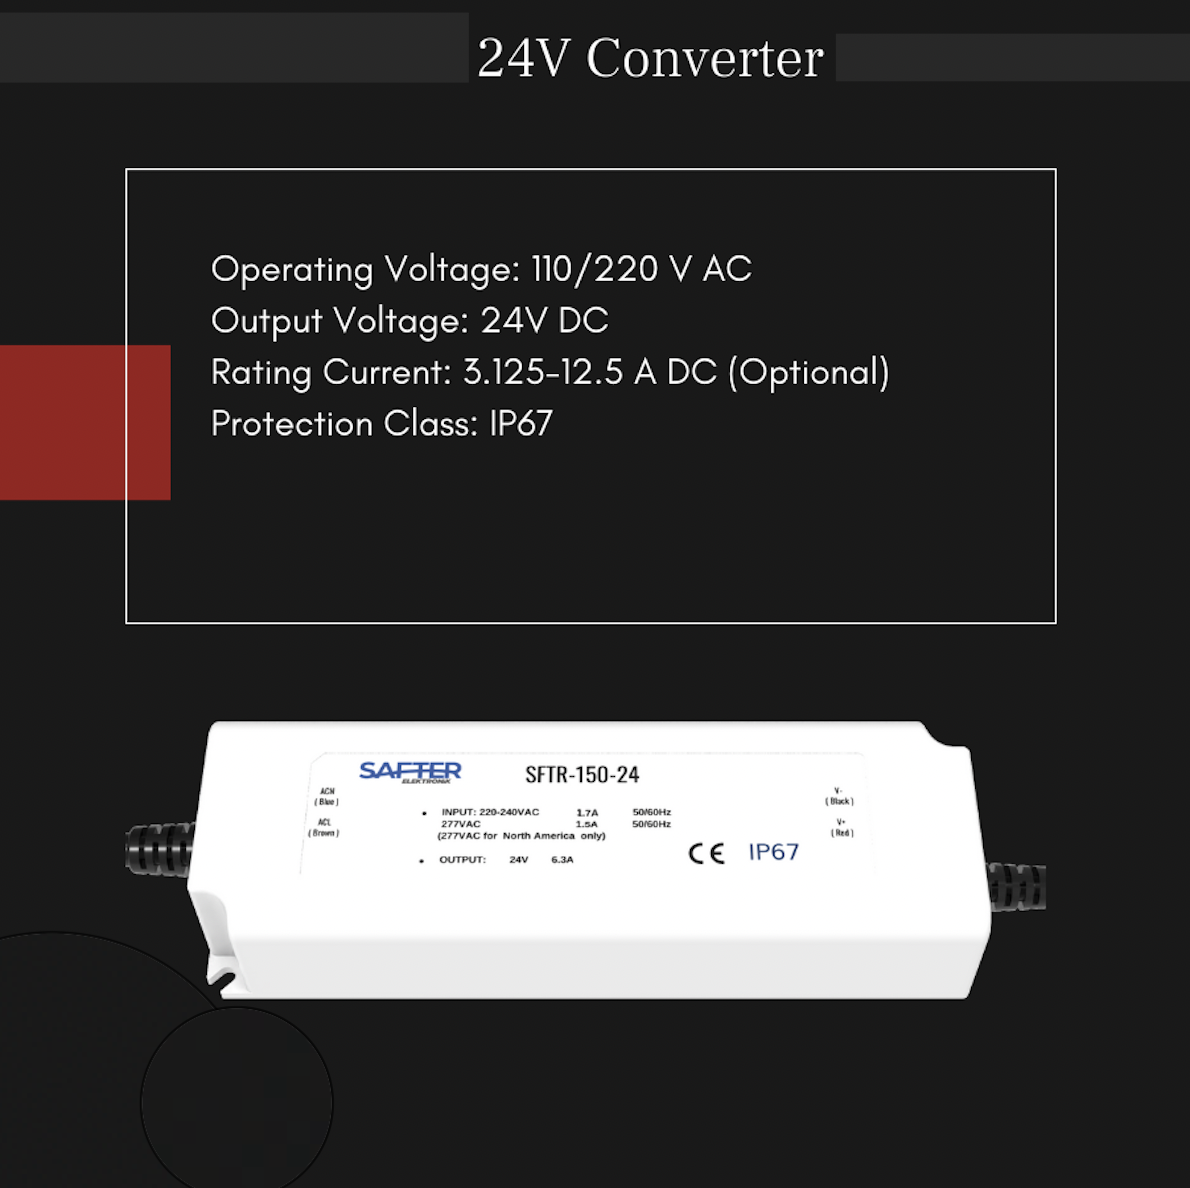 24V Converter
Operating Voltage: 110/220 V AC
Output Voltage: 24V DC
Rating Current: 3.125-12.5 A DC (Optional)
Protection Class: IP67
SAFTER
ELEKTRONIK
SFTR-150-24
ACN
(Blue)
ACL
(Brown)
• INPUT: 220-240VAC 1.7A 50/60Hz
277VAC 1.5A 50/60Hz
(277VAC for North America only)
• OUTPUT: 24V 6.3A
CE IP67
V-
(Black)
V+
(Red)